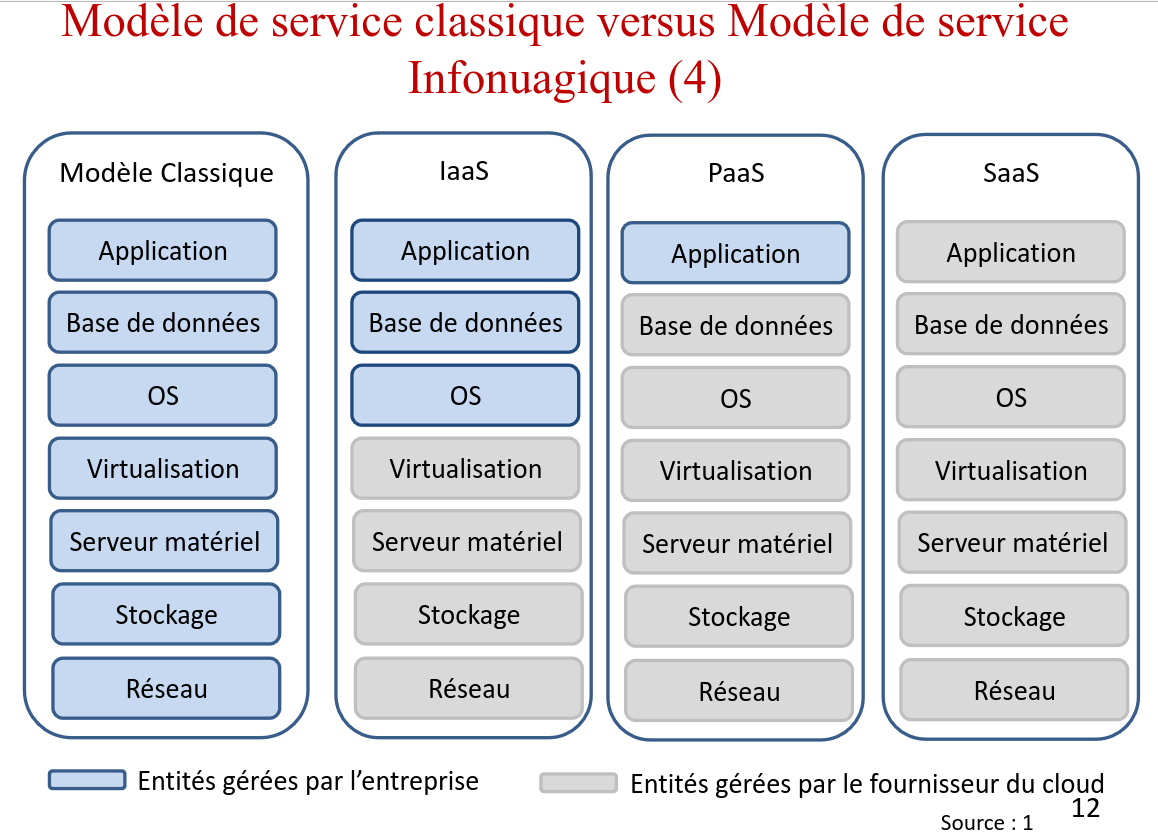 Modèle de service classique versus Modèle de service
Infonuagique (4)
Modèle Classique
Application
Base de données
OS
Virtualisation
Serveur matériel
Stockage
Réseau
IaaS
Application
Base de données
OS
Virtualisation
Serveur matériel
Stockage
Réseau
PaaS
Application
Base de données
OS
Virtualisation
Serveur matériel
Stockage
Réseau
SaaS
Application
Base de données
OS
Virtualisation
Serveur matériel
Stockage
Réseau
Entités gérées par l’entreprise
Entités gérées par le fournisseur du cloud
12
Source : 1